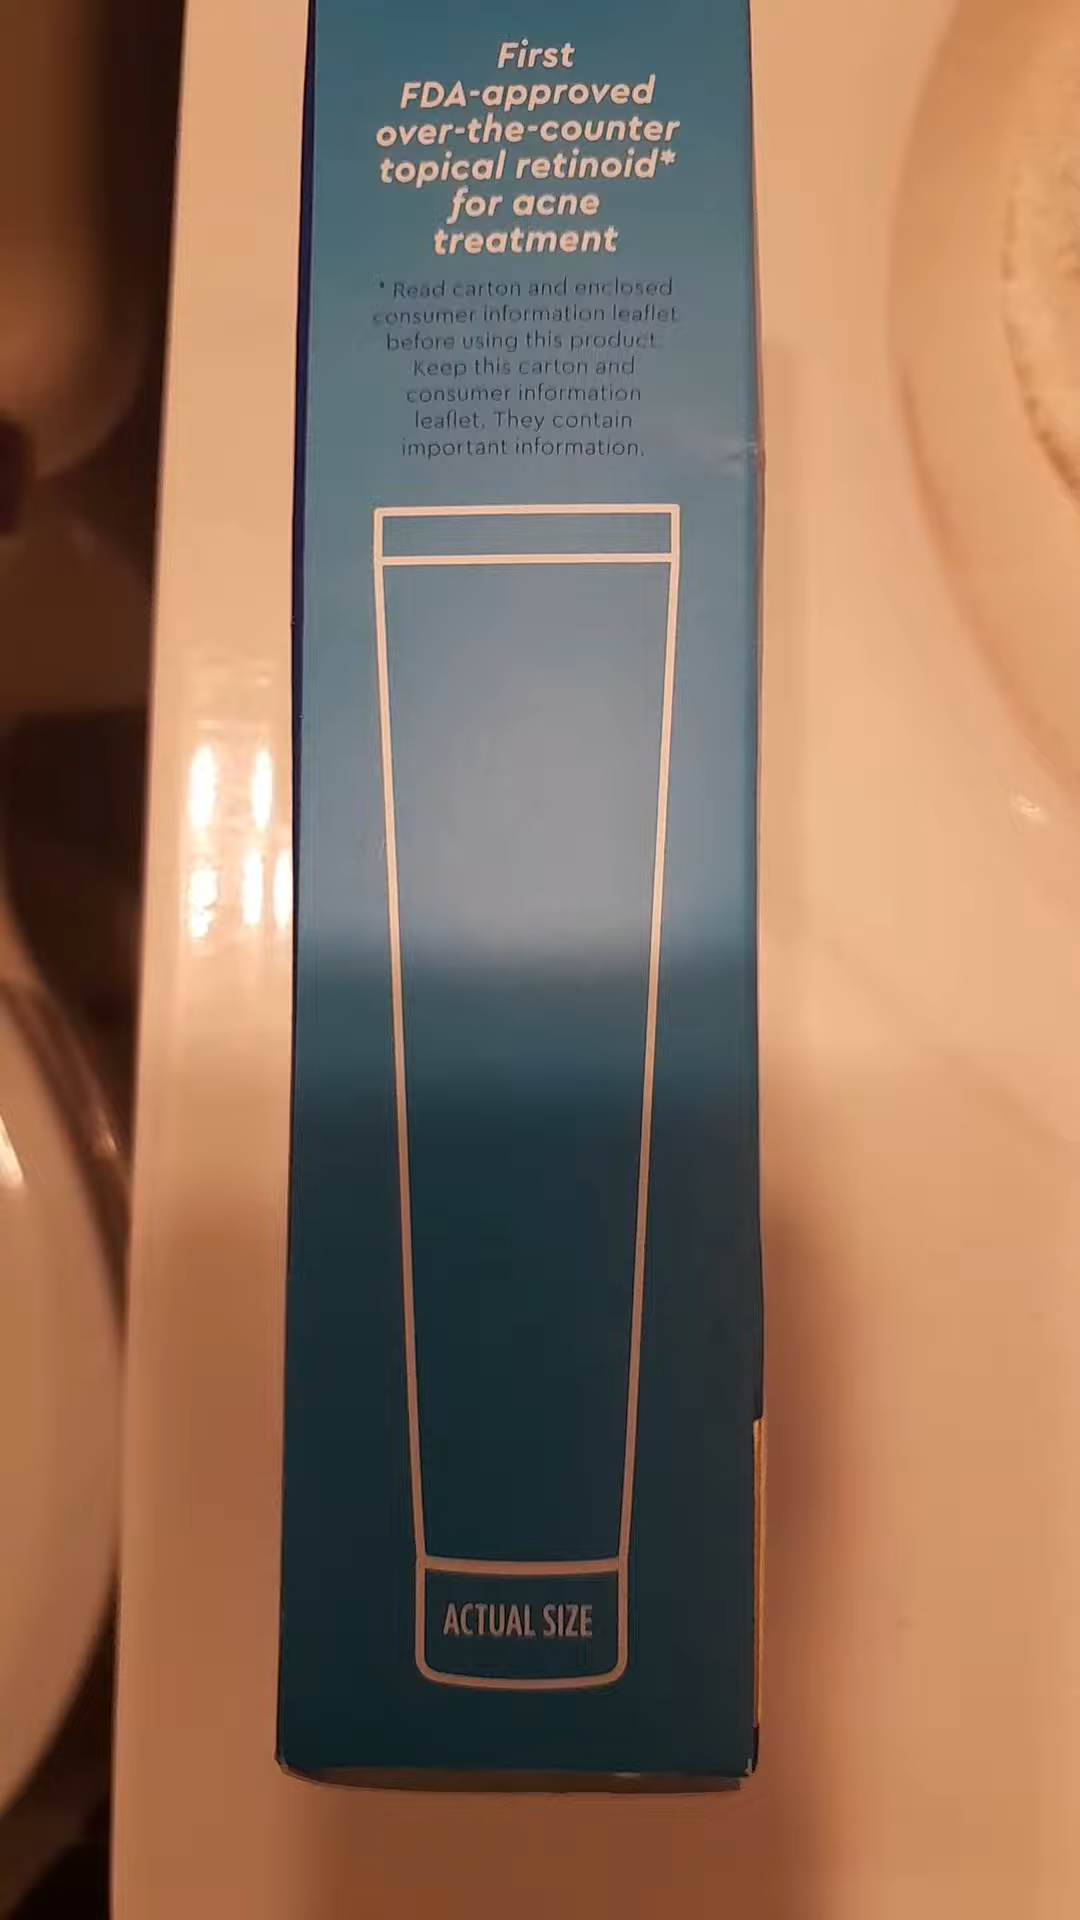 First
FDA-approved
over-the-counter
topical retinoid*
for acne
treatment
* Read carton and enclosed
consumer information leaflet
before using this product.
Keep this carton and
consumer information
leaflet. They contain
important information.
ACTUAL SIZE